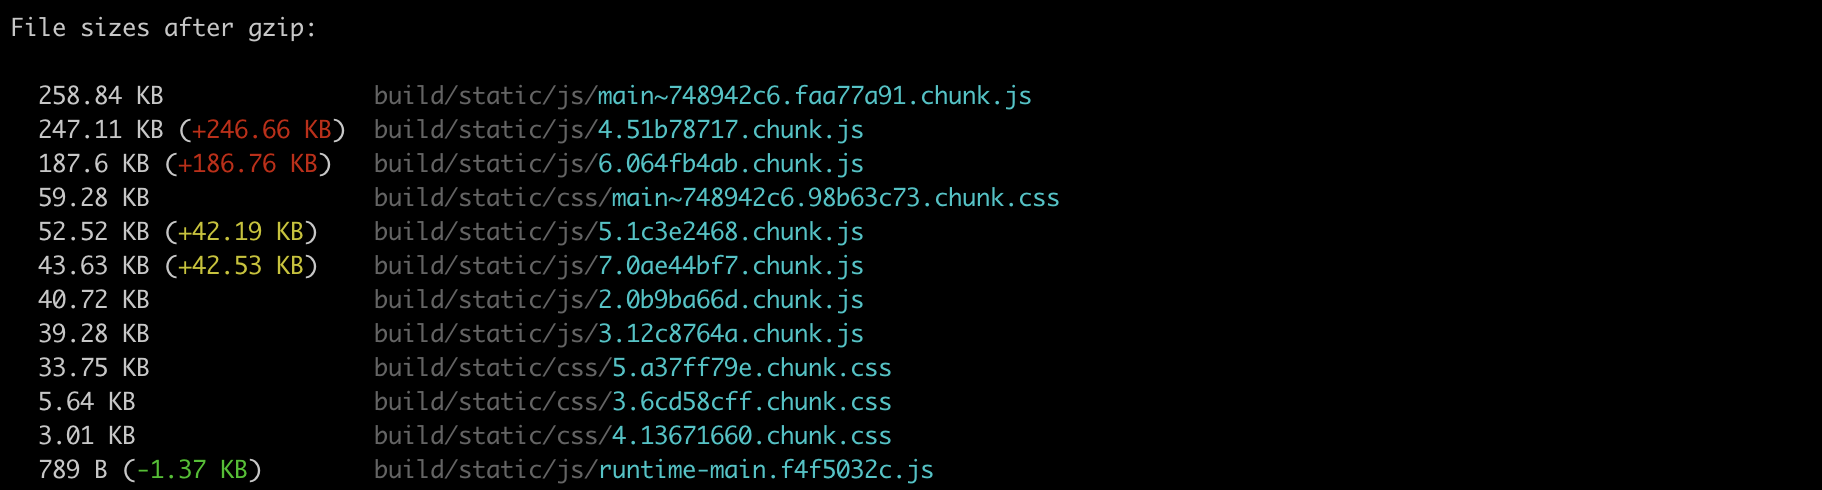 File sizes after gzip:
258.84 KB build/static/js/main~748942c6.faa77a91.chunk.js
247.11 KB (+246.66 KB) build/static/js/4.51b78717.chunk.js
187.6 KB (+186.76 KB) build/static/js/6.064fb4ab.chunk.js
59.28 KB build/static/css/main~748942c6.98b63c73.chunk.css
52.52 KB (+42.19 KB) build/static/js/5.1c3e2468.chunk.js
43.63 KB (+42.53 KB) build/static/js/7.0ae44bf7.chunk.js
40.72 KB build/static/js/2.0b9ba66d.chunk.js
39.28 KB build/static/js/3.12c8764a.chunk.js
33.75 KB build/static/css/5.a37ff79e.chunk.css
5.64 KB build/static/css/3.6cd58cff.chunk.css
3.01 KB build/static/css/4.13671660.chunk.css
789 B (-1.37 KB) build/static/js/runtime-main.f4f5032c.js